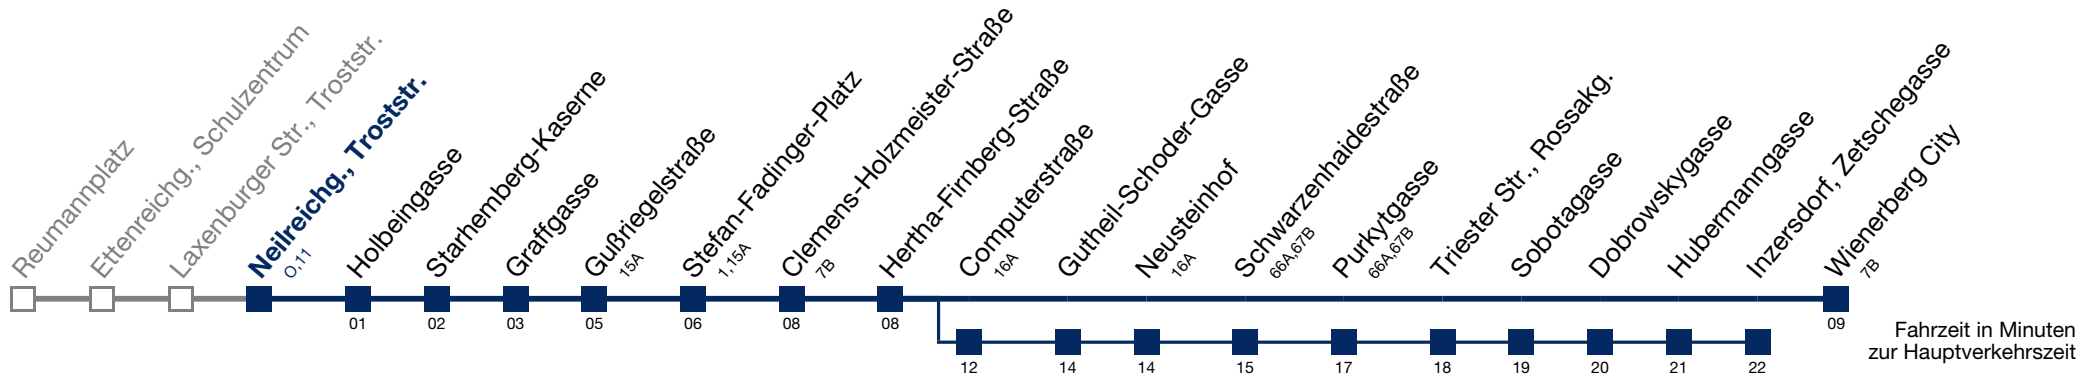 Reumannplatz
Ettenreichg., Schulzentrum
Laxenburger Str., Troststr.
Neilreichg., Troststr.
O,11
Holbeingasse
Starhemberg-Kaserne
Graffgasse
Gußriegelstraße
15A
Stefan-Fadinger-Platz
1,15A
Clemens-Holzmeister-Straße
7B
Hertha-Firnberg-Straße
Computerstraße
16A
Gutheil-Schoder-Gasse
Neusteinhof
16A
Schwarzenhaidestraße
66A,67B
Purkytgasse
66A,67B
Triester Str., Rossakg.
Sobotagasse
Dobrowskygasse
Hubermanngasse
Inzersdorf, Zetschegasse
Wienerberg City
7B
01 02 03 05 06 08 08 09
12 14 14 15 17 18 19 20 21 22
Fahrzeit in Minuten
zur Hauptverkehrszeit